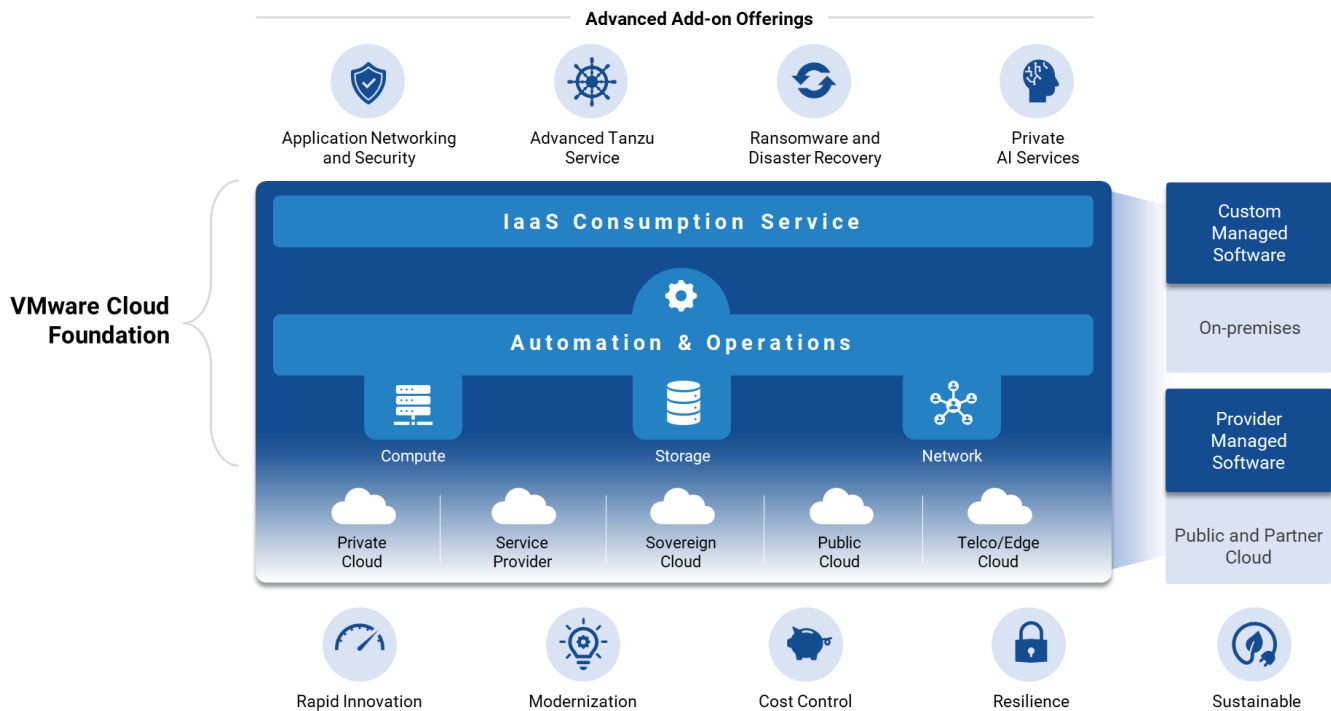 Advanced Add-on Offerings
Application Networking
and Security
Advanced Tanzu
Service
Ransomware and
Disaster Recovery
Private
AI Services
VMware Cloud
Foundation
IaaS Consumption Service
Automation & Operations
Compute
Storage
Network
Private
Cloud
Service
Provider
Sovereign
Cloud
Public
Cloud
Telco/Edge
Cloud
Custom
Managed
Software
On-premises
Provider
Managed
Software
Public and Partner
Cloud
Rapid Innovation
Modernization
Cost Control
Resilience
Sustainable